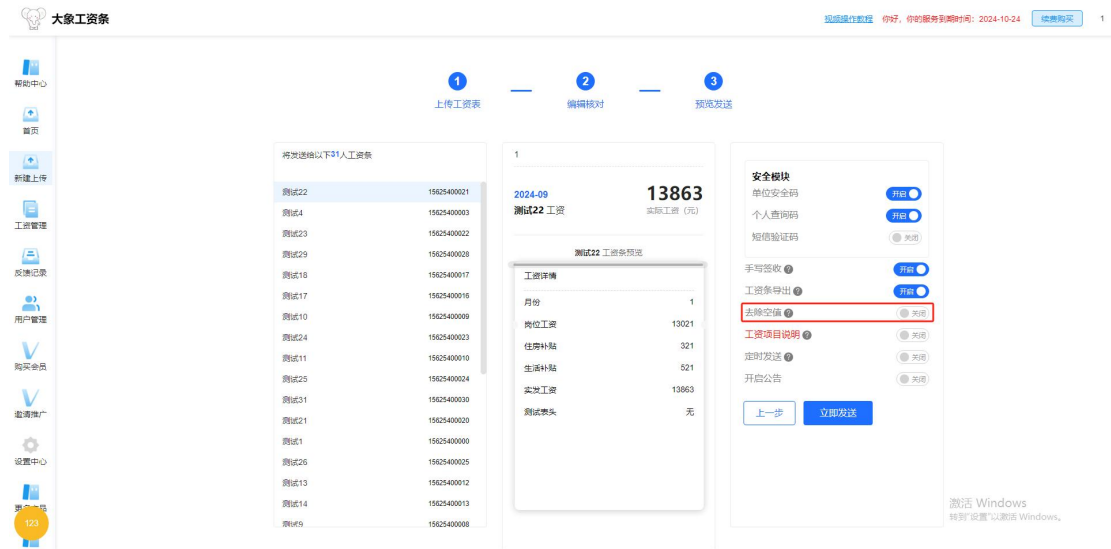 大象工资条
视频操作教程 你好，你的服务到期时间：2024-10-24 续费购买 1
帮助中心
首页
新建上传
工资管理
反馈记录
用户管理
购买会员
邀请推广
设置中心
123
1 2 3
上传工资表 编辑核对 预览发送
将发送给以下31人工资条
测试22 15625400021
测试4 15625400003
测试23 15625400022
测试29 15625400028
测试18 15625400017
测试17 15625400016
测试10 15625400009
测试24 15625400023
测试11 15625400010
测试25 15625400024
测试31 15625400030
测试21 15625400020
测试1 15625400000
测试26 15625400025
测试13 15625400012
测试14 15625400013
测试9 15625400008
1
2024-09 13863
测试22 工资 实际工资（元）
测试22 工资条预览
工资详情
月份 1
岗位工资 13021
住房补贴 321
生活补贴 521
实发工资 13863
测试表头 无
安全模块
单位安全码 开启
个人查询码 开启
短信验证码 关闭
手写签收 ? 开启
工资条导出 ? 开启
去除空值 ? 关闭
工资项目说明 ? 关闭
定时发送 ? 关闭
开启公告 关闭
上一步 立即发送
激活 Windows
转到"设置"以激活 Windows。